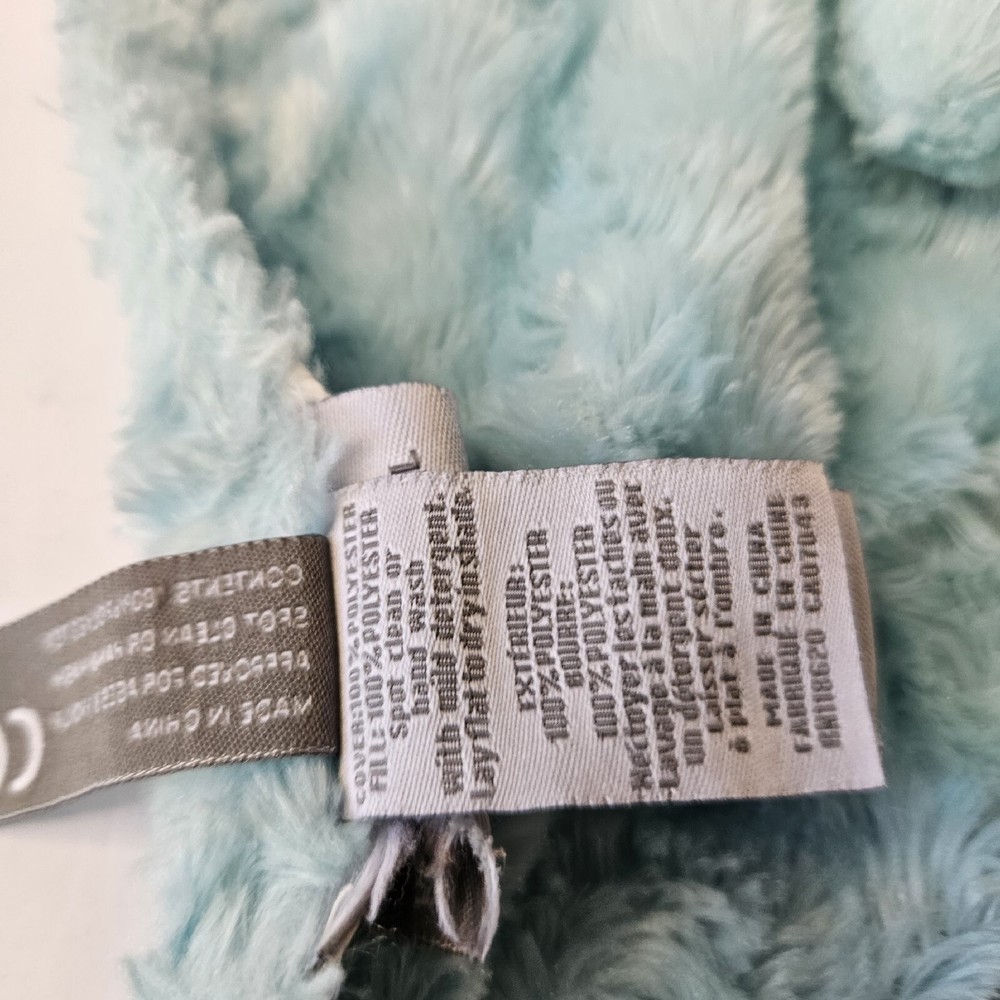 L
COVER:100%POLYESTER
FILL:100%POLYESTER
Spot clean or
hand wash
with mild detergent.
Lay flat to dry in shade.
EXTÉRIEUR:
100%POLYESTER
BOURRE:
100%POLYESTER
Nettoyer les taches ou
Lavage à la main avec
un détergent doux.
Laisser sécher
à plat à l'ombre.
MADE IN CHINA
FABRIQUÉ EN CHINE
CA07043
CONTENTS
SPOT CLEAN OR
APPROVED FOR
MADE IN CHINA